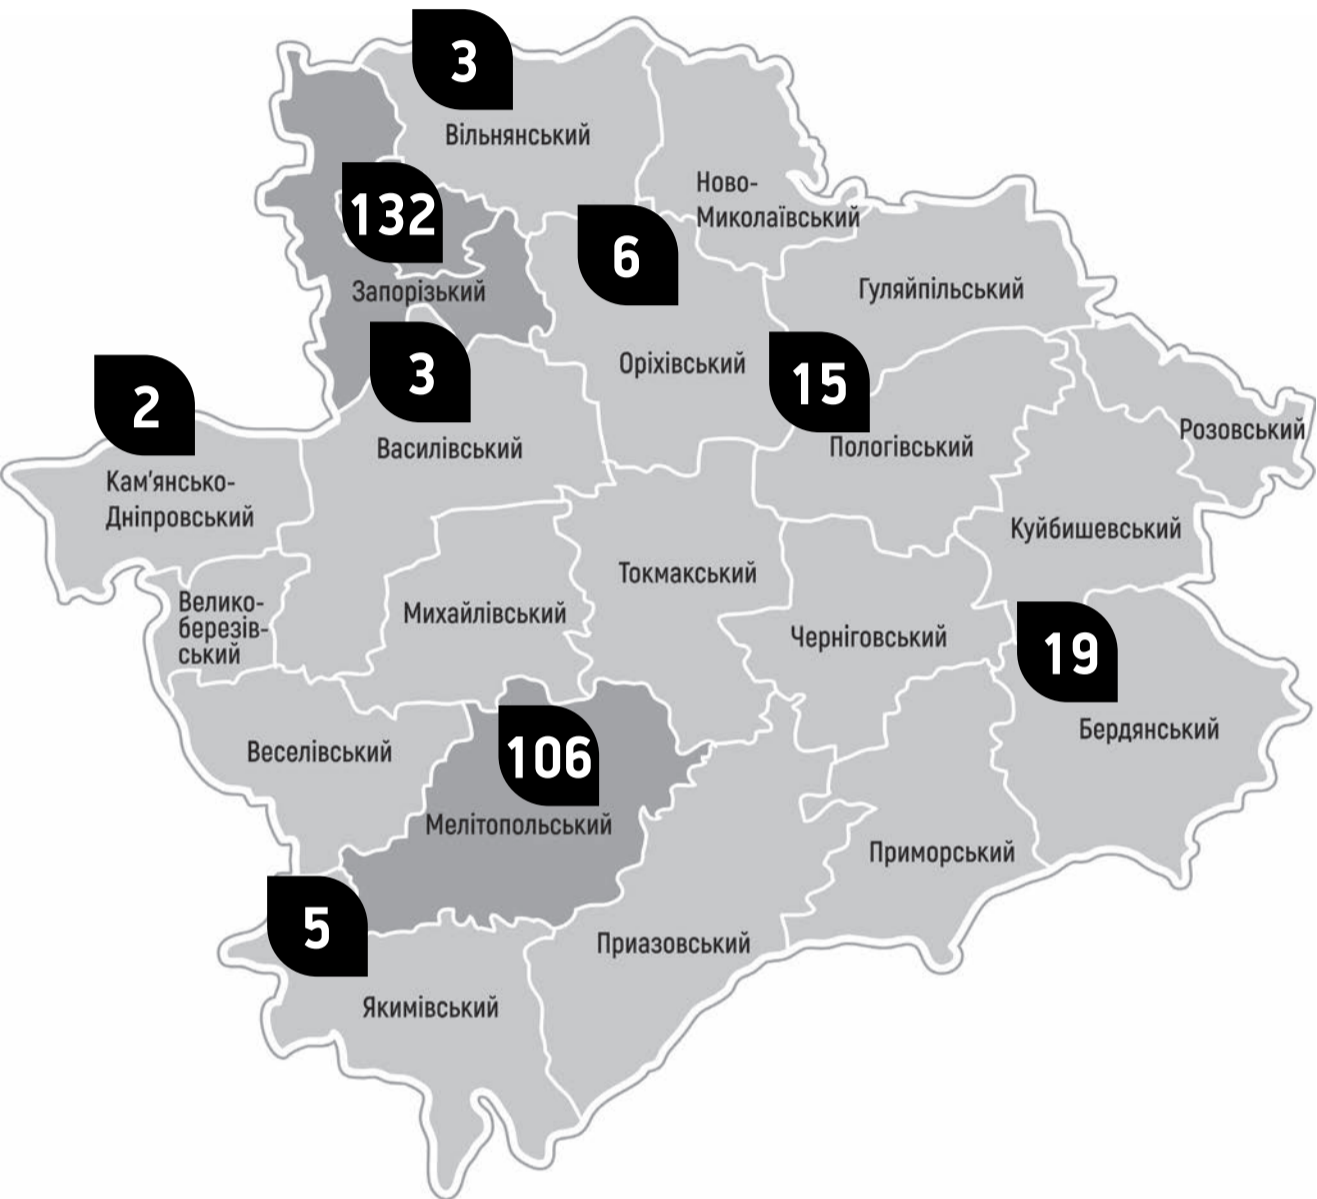 3
Вільнянський
132
Запорізький
Ново-
Миколаївський
6
Оріхівський
Гуляйпільський
15
Пологівський
Розовський
3
Василівський
2
Кам'янсько-
Дніпровський
Куйбишевський
Токмакський
Михайлівський
Велико-
березів-
ський
Черніговський
19
Бердянський
Веселівський
106
Мелітопольський
Приморський
5
Якимівський
Приазовський